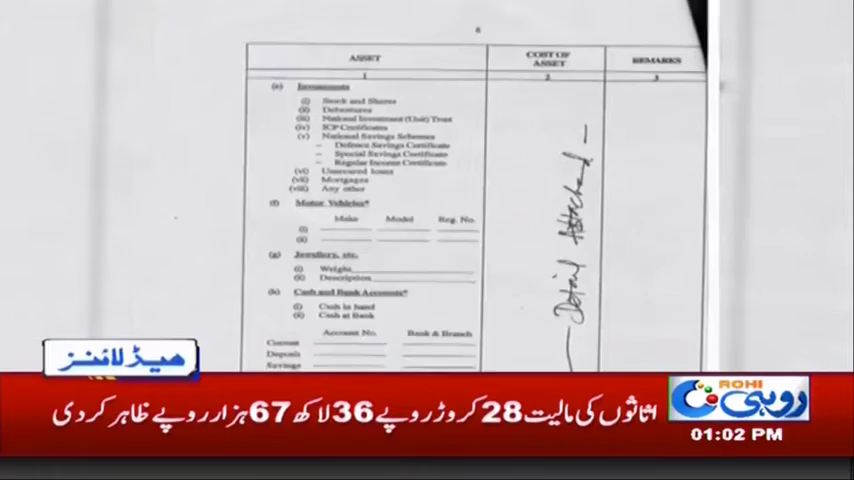 8
ASSET COST OF ASSET REMARKS
1 2 3
(e) Investments
(i) Stock and Shares
(ii) Debentures
(iii) National Investment (Unit) Trust
(iv) ICP Certificates
(v) National Savings Schemes
– Defence Savings Certificate
– Special Savings Certificate
– Regular Income Certificate
(vi) Unsecured loans
(vii) Mortgages
(viii) Any other
(f) Motor Vehicles*
Make Model Reg. No.
(i)
(ii)
(g) Jewellery, etc.
(i) Weight
(ii) Description
(h) Cash and Bank Accounts*
(i) Cash in hand
(ii) Cash at Bank
Account No. Bank & Branch
Current
Deposit
Savings
— Detail Attached —
ہیڈلائنز
اثاثوں کی مالیت 28 کروڑ روپے 36 لاکھ 67 ہزار روپے ظاہر کر دی
ROHI
روہی
01:02 PM